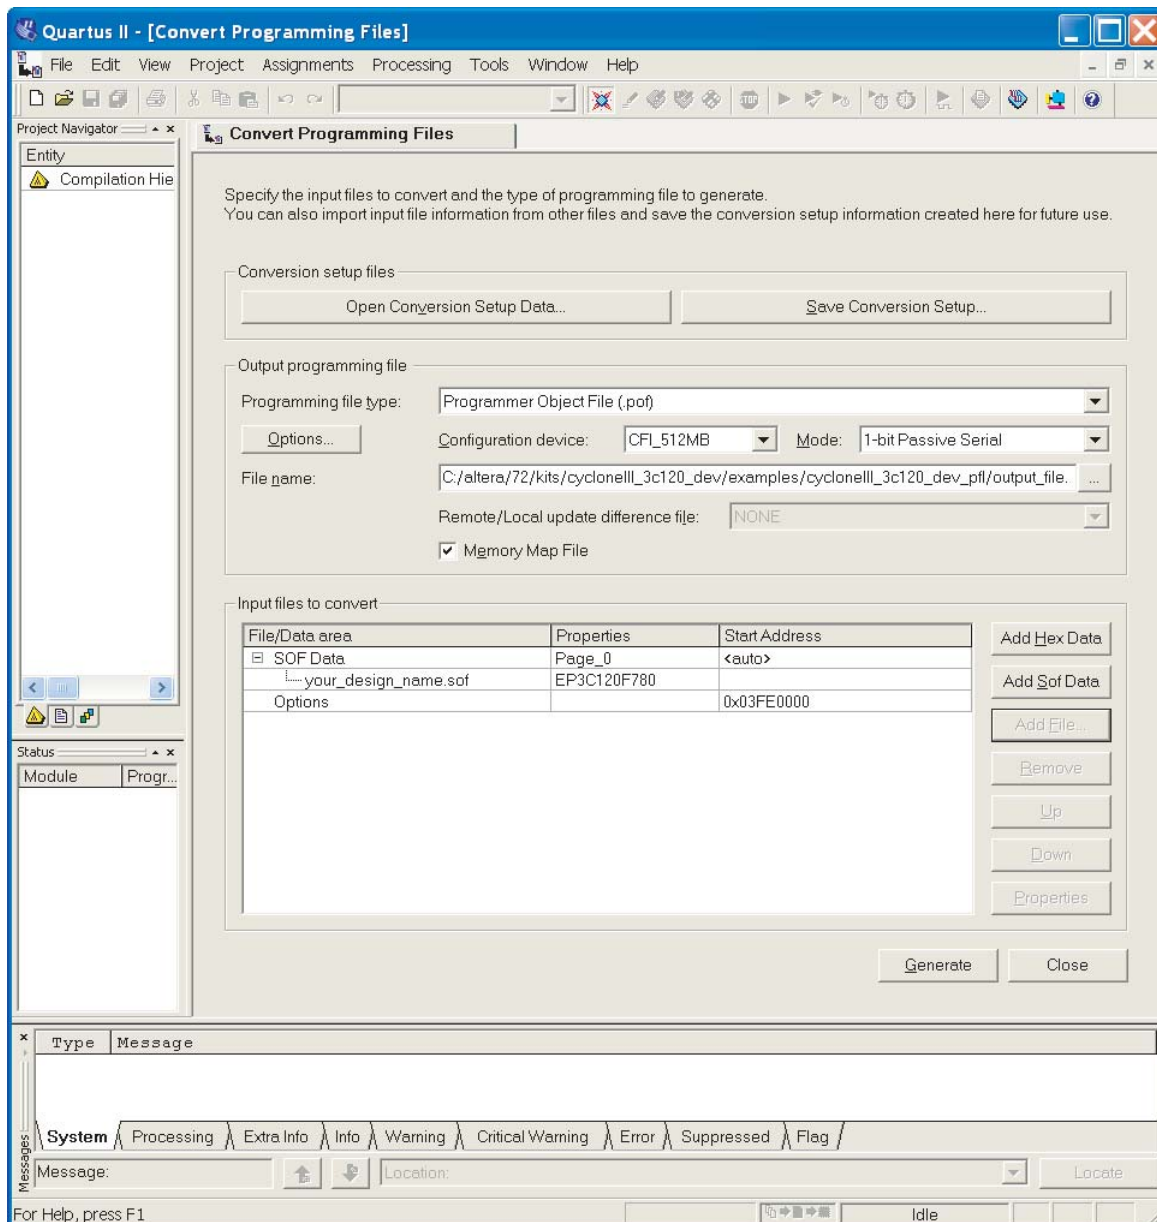 Quartus II - [Convert Programming Files]
File Edit View Project Assignments Processing Tools Window Help
Project Navigator
Entity
Compilation Hie
Convert Programming Files
Specify the input files to convert and the type of programming file to generate.
You can also import input file information from other files and save the conversion setup information created here for future use.
Conversion setup files
Open Conversion Setup Data... Save Conversion Setup...
Output programming file
Programming file type: Programmer Object File (.pof)
Options... Configuration device: CFI_512MB Mode: 1-bit Passive Serial
File name: C:/altera/72/kits/cycloneIII_3c120_dev/examples/cycloneIII_3c120_dev_pfl/output_file. ...
Remote/Local update difference file: NONE
Memory Map File
Input files to convert
File/Data area Properties Start Address
SOF Data Page_0 <auto>
your_design_name.sof EP3C120F780
Options 0x03FE0000
Add Hex Data
Add Sof Data
Add File...
Remove
Up
Down
Properties
Status
Module Progr...
Generate Close
Type Message
System Processing Extra Info Info Warning Critical Warning Error Suppressed Flag
Messages
Message: Location: Locate
For Help, press F1 Idle